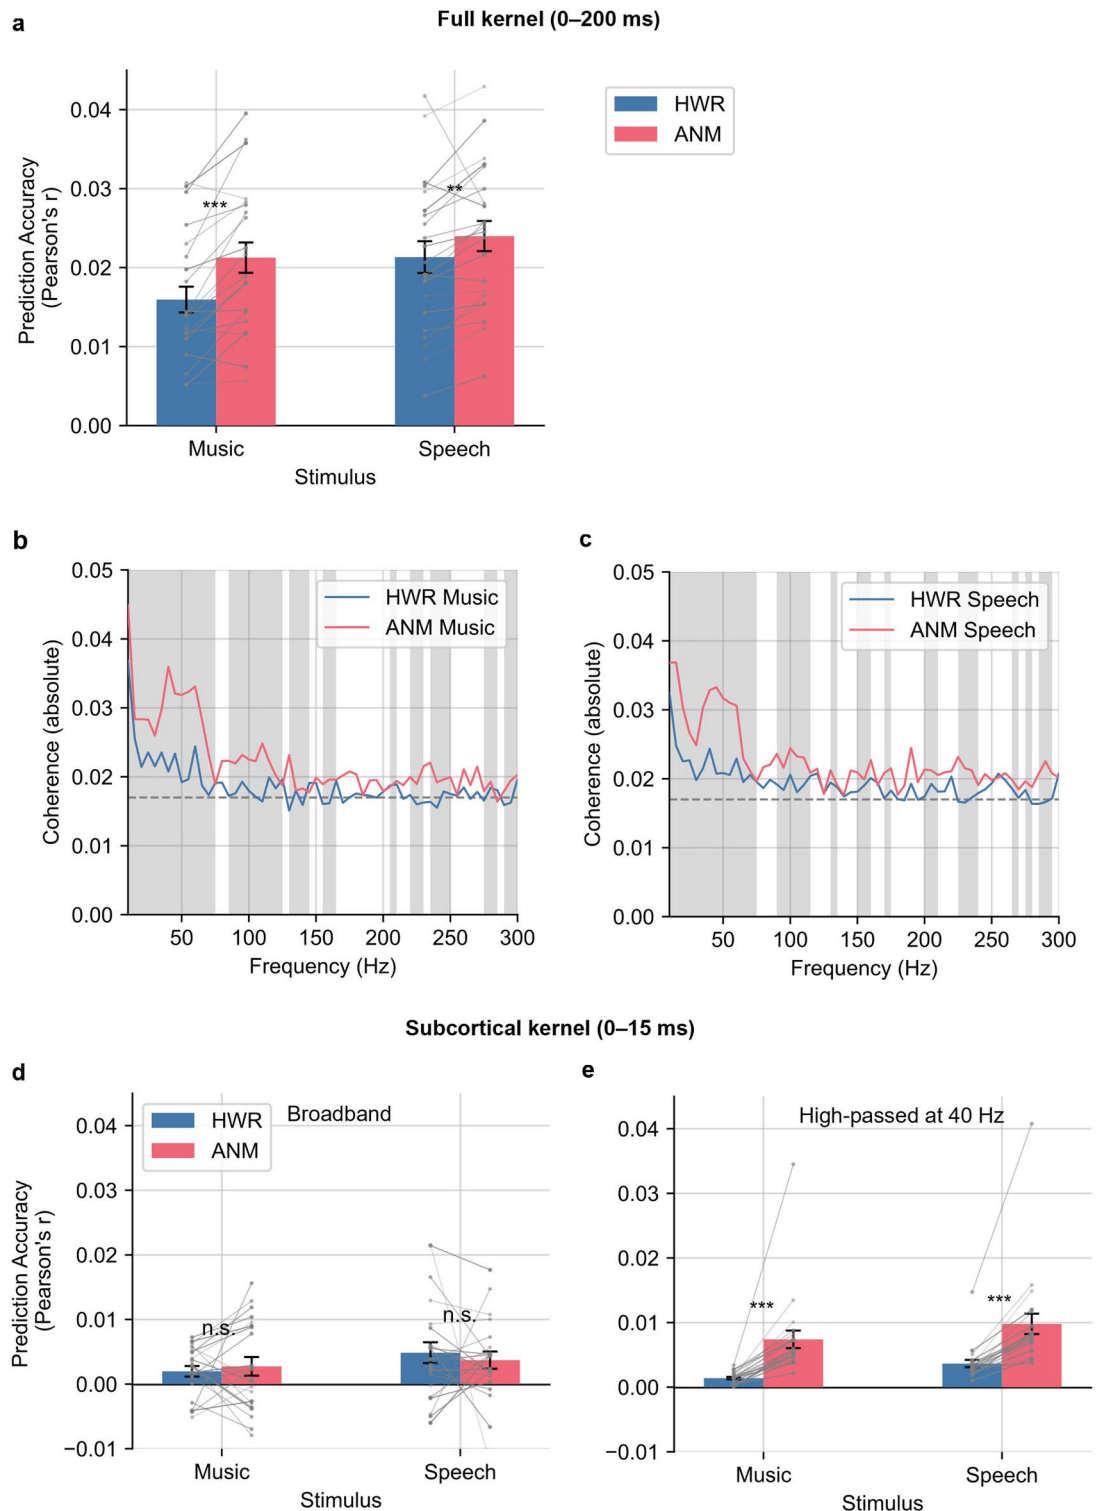 Full kernel (0–200 ms)
a
0.04
0.03
0.02
0.01
0.00
Prediction Accuracy
(Pearson's r)
***
**
HWR
ANM
Music
Speech
Stimulus
b
0.05
0.04
0.03
0.02
0.01
0.00
Coherence (absolute)
HWR Music
ANM Music
50
100
150
200
250
300
Frequency (Hz)
c
0.05
0.04
0.03
0.02
0.01
0.00
Coherence (absolute)
HWR Speech
ANM Speech
50
100
150
200
250
300
Frequency (Hz)
Subcortical kernel (0–15 ms)
d
HWR
ANM
Broadband
0.04
0.03
0.02
0.01
0.00
−0.01
Prediction Accuracy
(Pearson's r)
n.s.
n.s.
Music
Speech
Stimulus
e
High-passed at 40 Hz
0.04
0.03
0.02
0.01
0.00
−0.01
***
***
Music
Speech
Stimulus